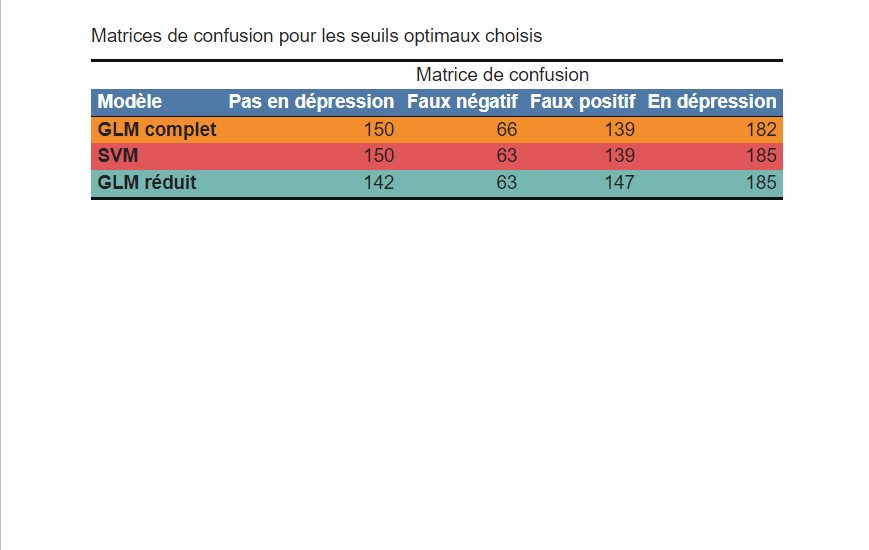 Matrices de confusion pour les seuils optimaux choisis
Matrice de confusion
Modèle Pas en dépression Faux négatif Faux positif En dépression
GLM complet 150 66 139 182
SVM 150 63 139 185
GLM réduit 142 63 147 185